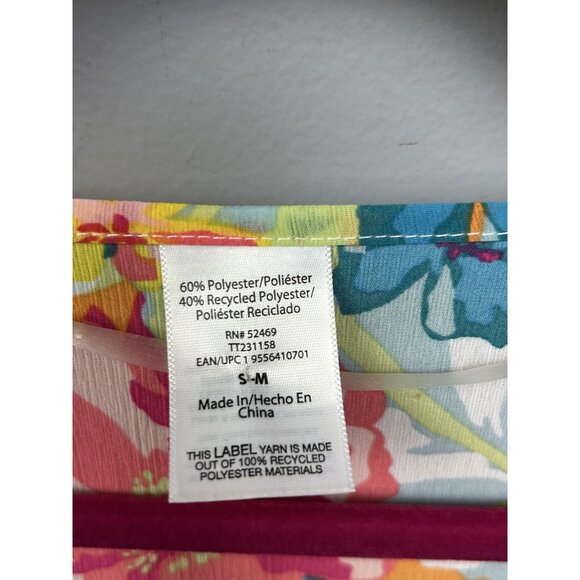 60% Polyester/Poliéster
40% Recycled Polyester/
Poliéster Reciclado
RN# 52469
TT231158
EAN/UPC 1 9556410701
S-M
Made In/Hecho En
China
THIS LABEL YARN IS MADE
OUT OF 100% RECYCLED
POLYESTER MATERIALS